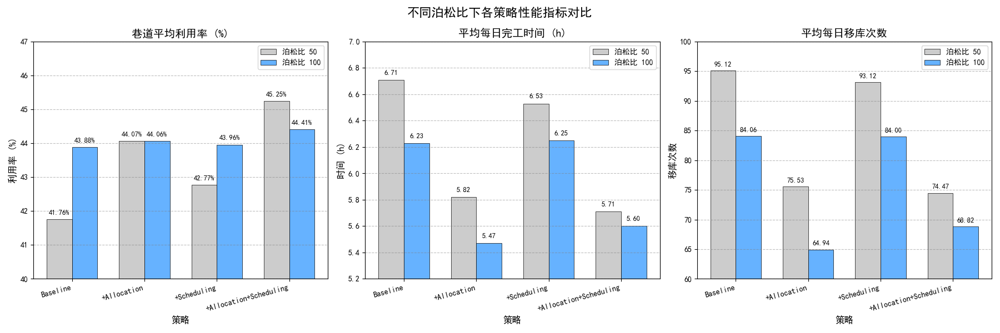 不同泊松比下各策略性能指标对比
巷道平均利用率 (%)
47
46
45
44
43
42
41
40
利用率 (%)
泊松比 50
泊松比 100
41.76%
43.88%
44.07%
44.06%
42.77%
43.96%
45.25%
44.41%
Baseline
+Allocation
+Scheduling
+Allocation+Scheduling
策略
平均每日完工时间 (h)
7.0
6.8
6.6
6.4
6.2
6.0
5.8
5.6
5.4
5.2
时间 (h)
泊松比 50
泊松比 100
6.71
6.23
5.82
5.47
6.53
6.25
5.71
5.60
Baseline
+Allocation
+Scheduling
+Allocation+Scheduling
策略
平均每日移库次数
100
95
90
85
80
75
70
65
60
移库次数
泊松比 50
泊松比 100
95.12
84.06
75.53
64.94
93.12
84.00
74.47
68.82
Baseline
+Allocation
+Scheduling
+Allocation+Scheduling
策略